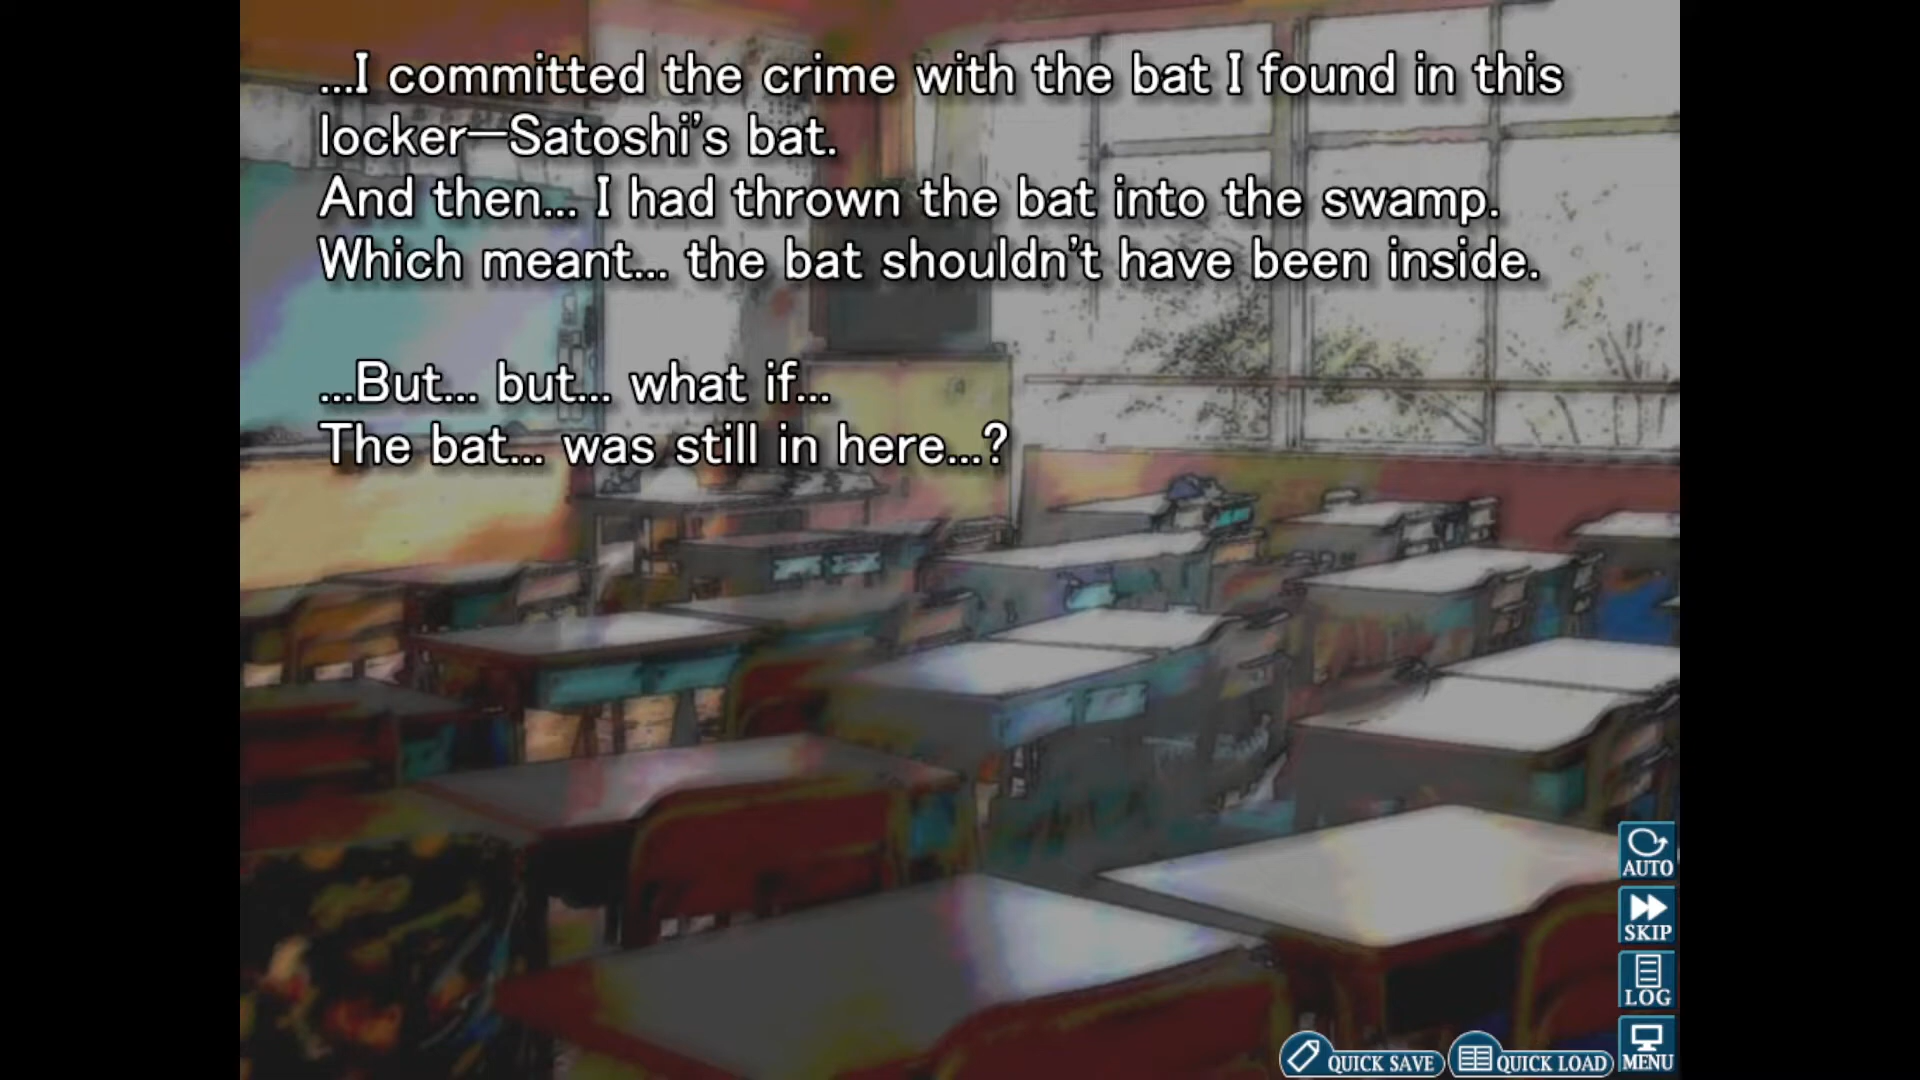 ...I committed the crime with the bat I found in this
locker—Satoshi's bat.
And then... I had thrown the bat into the swamp.
Which meant... the bat shouldn't have been inside.
...But... but... what if...
The bat... was still in here...?
AUTO
SKIP
LOG
MENU
QUICK SAVE
QUICK LOAD